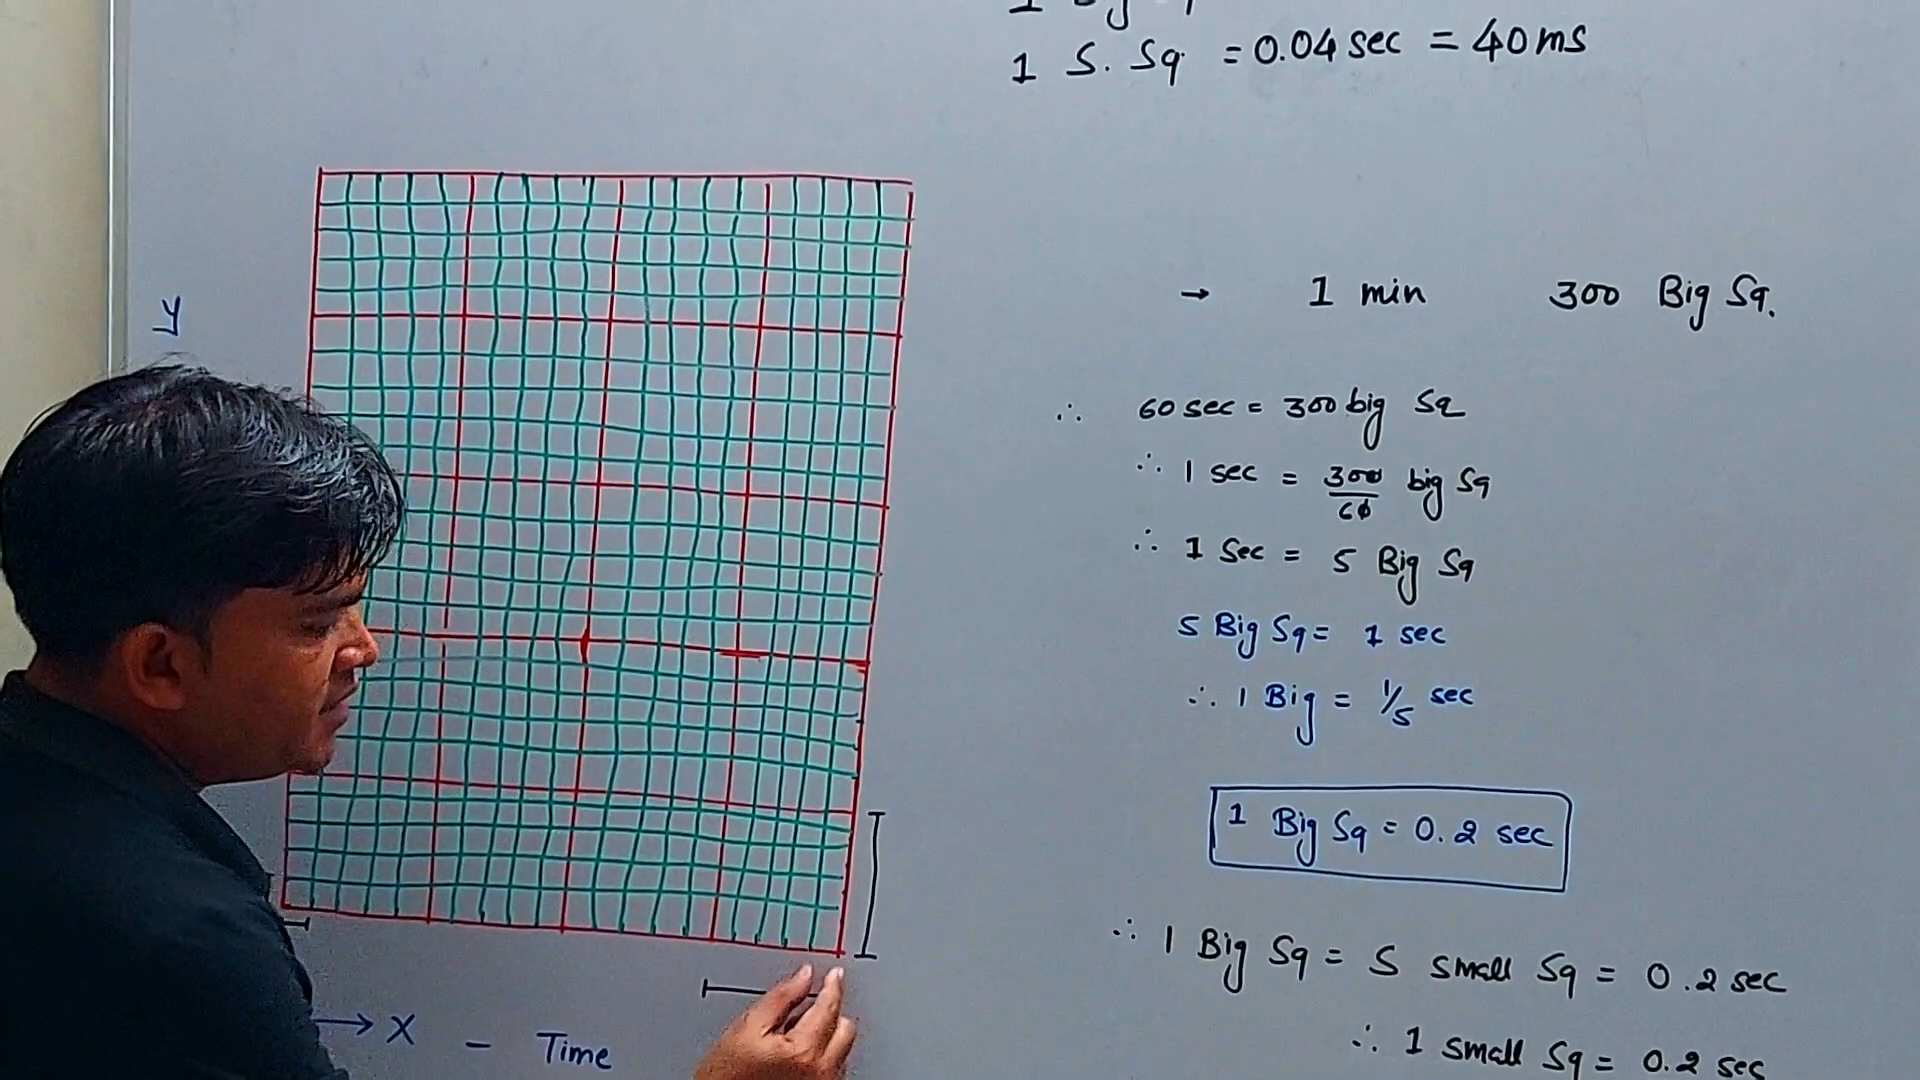 1 S. Sq = 0.04 sec = 40 ms
y
→ 1 min 300 Big Sq.
∴ 60 sec = 300 big Sq
∴ 1 sec = 300/60 big Sq
∴ 1 Sec = 5 Big Sq
5 Big Sq = 1 sec
∴ 1 Big = 1/5 sec
1 Big Sq = 0.2 sec
∴ 1 Big Sq = 5 small Sq = 0.2 sec
→ X - Time
∴ 1 small Sq = 0.2 sec